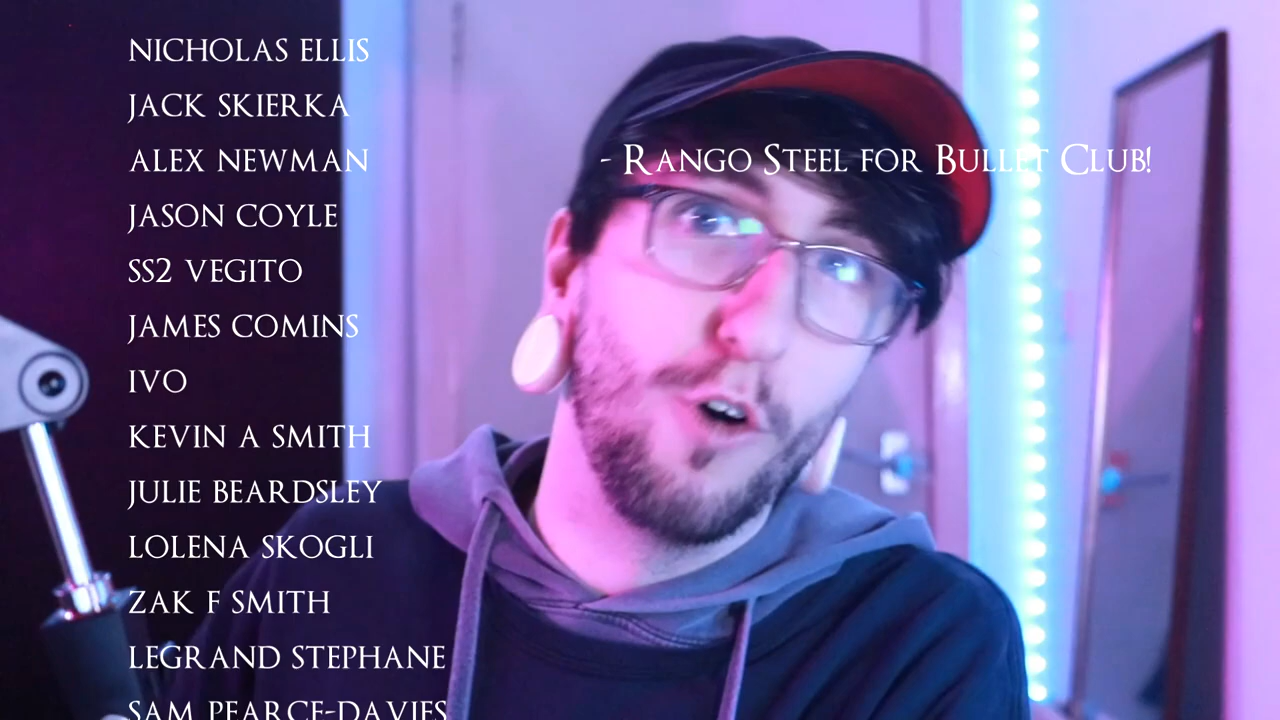 NICHOLAS ELLIS
JACK SKIERKA
ALEX NEWMAN
- RANGO STEEL FOR BULLET CLUB!
JASON COYLE
SS2 VEGITO
JAMES COMINS
IVO
KEVIN A SMITH
JULIE BEARDSLEY
LOLENA SKOGLI
ZAK F SMITH
LEGRAND STEPHANE
SAM PEARCE-DAVIES